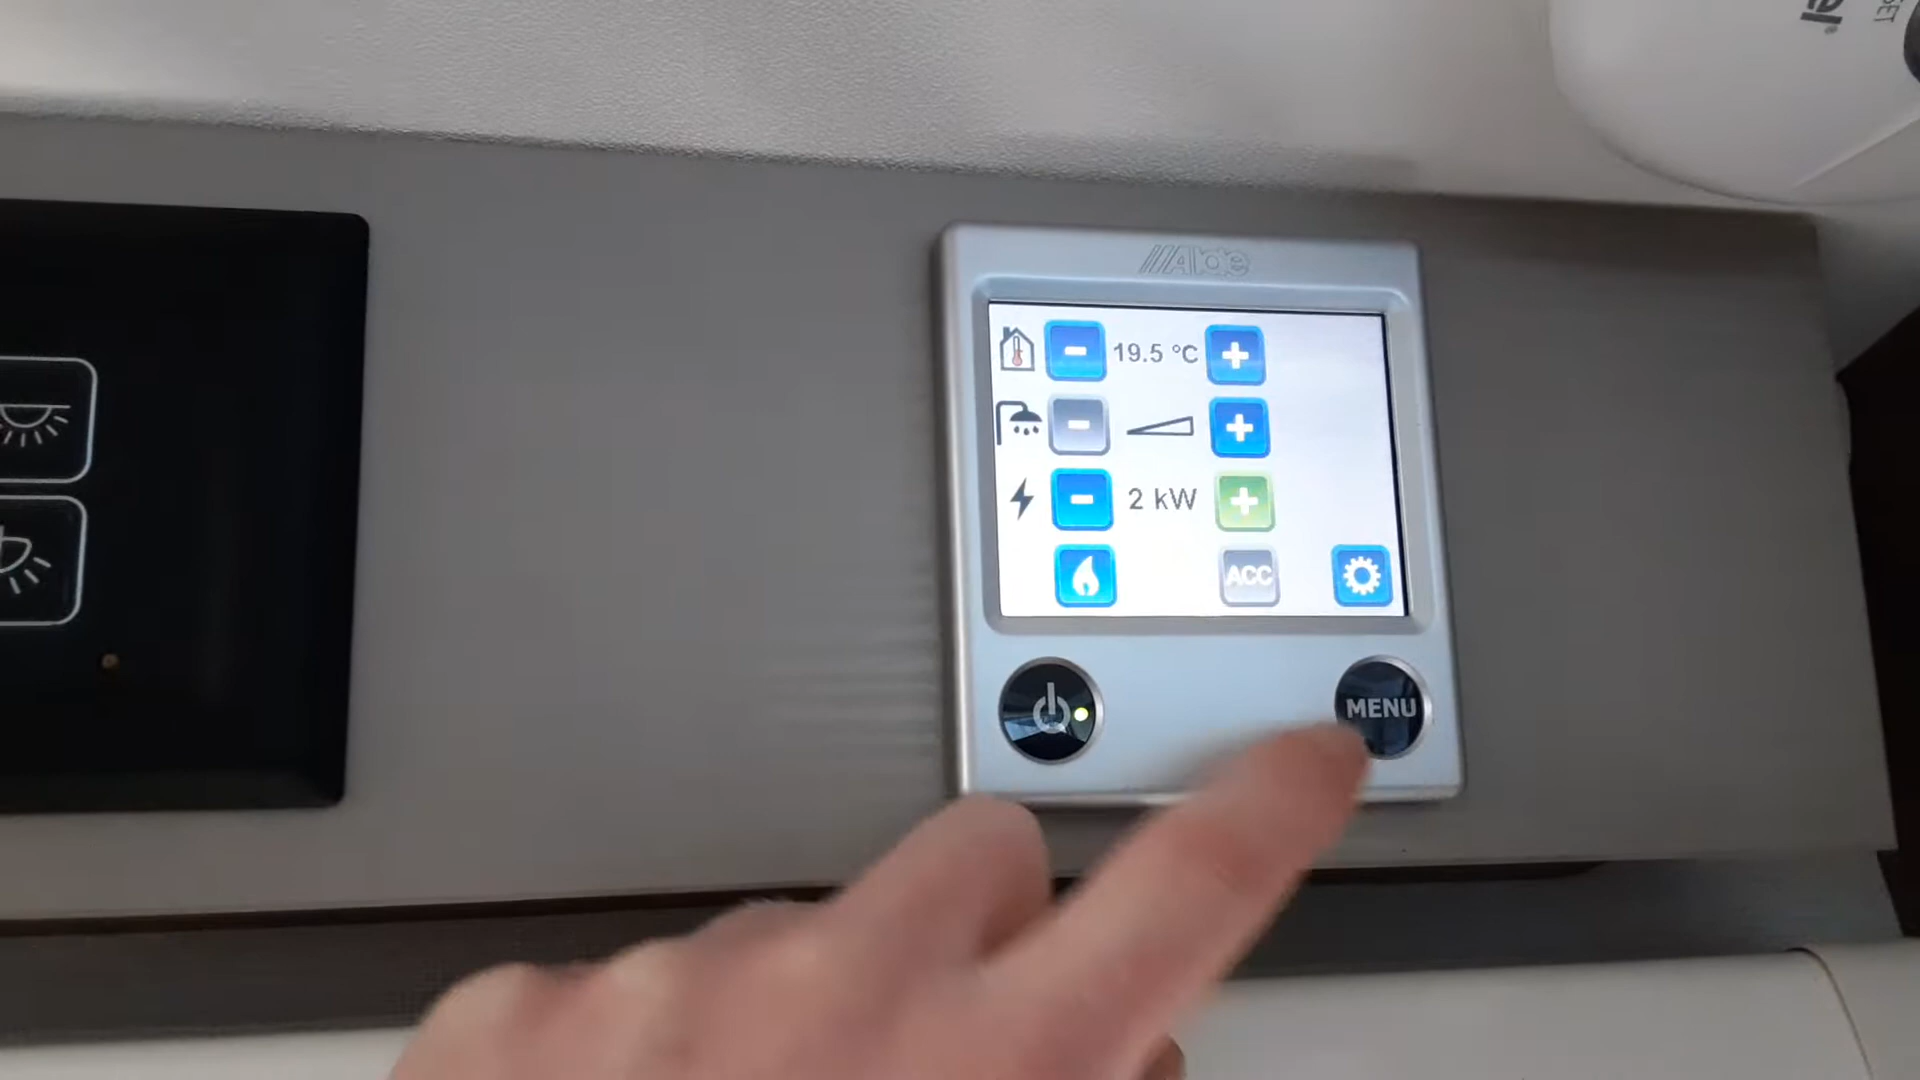 Alde
- 19.5 °C +
- +
- 2 kW +
ACC
MENU